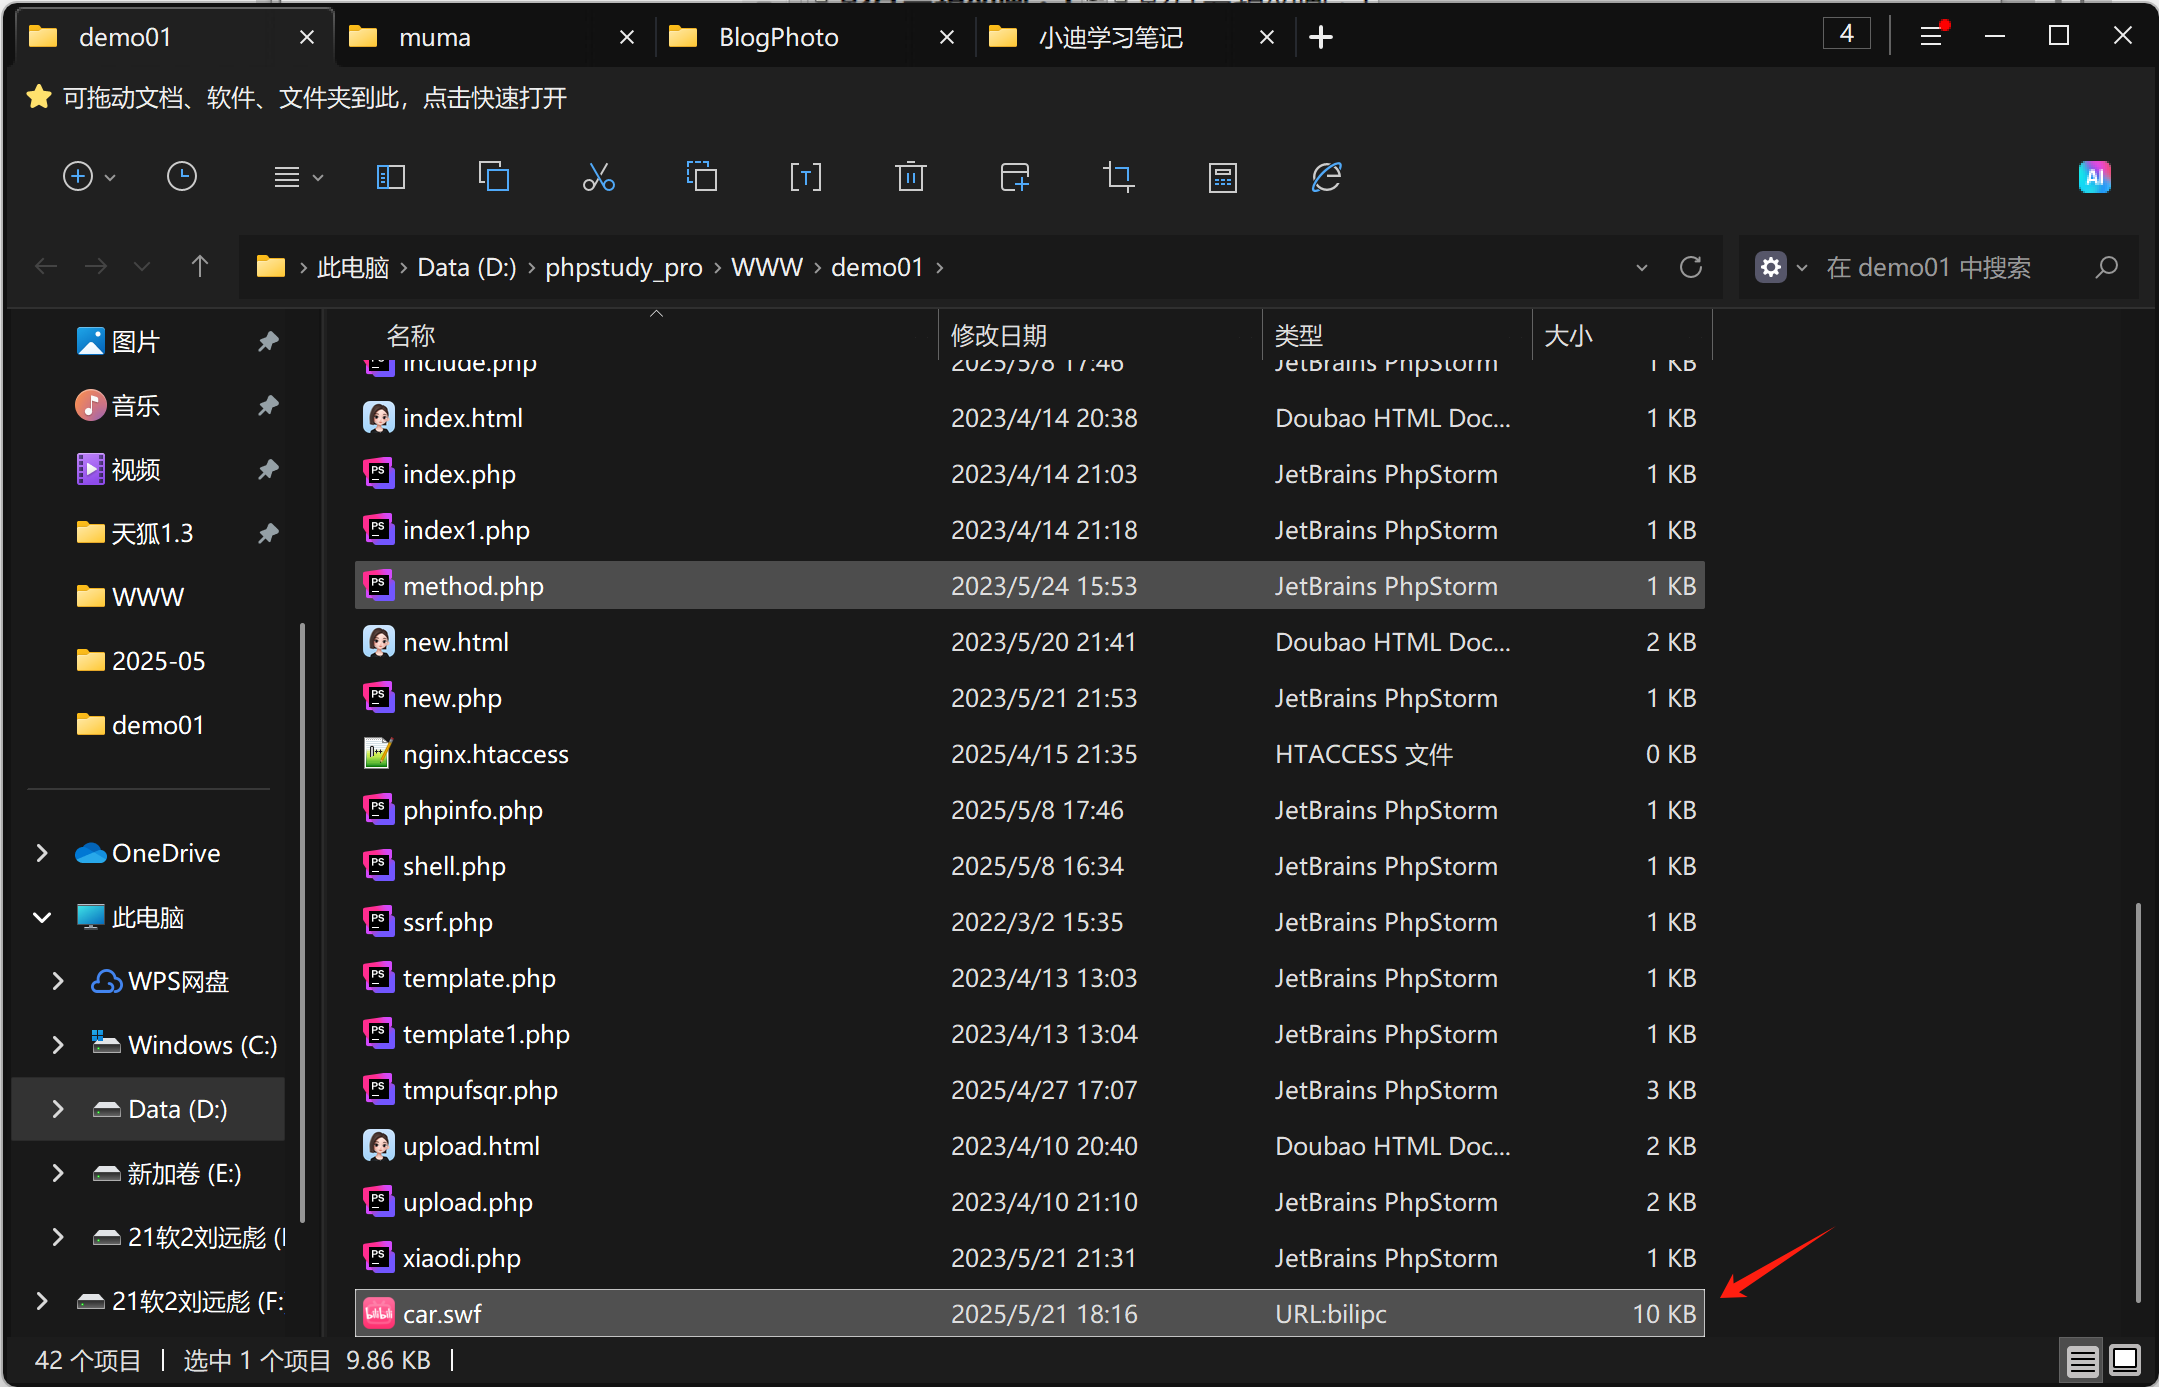 demo01
muma
BlogPhoto
小迪学习笔记
4
可拖动文档、软件、文件夹到此，点击快速打开
AI
此电脑 › Data (D:) › phpstudy_pro › WWW › demo01 ›
在 demo01 中搜索
图片
音乐
视频
天狐1.3
WWW
2025-05
demo01
OneDrive
此电脑
WPS网盘
Windows (C:)
Data (D:)
新加卷 (E:)
21软2刘远彪 (
21软2刘远彪 (F:
名称 修改日期 类型 大小
include.php 2025/5/8 17:46 JetBrains PhpStorm 1 KB
index.html 2023/4/14 20:38 Doubao HTML Doc... 1 KB
index.php 2023/4/14 21:03 JetBrains PhpStorm 1 KB
index1.php 2023/4/14 21:18 JetBrains PhpStorm 1 KB
method.php 2023/5/24 15:53 JetBrains PhpStorm 1 KB
new.html 2023/5/20 21:41 Doubao HTML Doc... 2 KB
new.php 2023/5/21 21:53 JetBrains PhpStorm 1 KB
nginx.htaccess 2025/4/15 21:35 HTACCESS 文件 0 KB
phpinfo.php 2025/5/8 17:46 JetBrains PhpStorm 1 KB
shell.php 2025/5/8 16:34 JetBrains PhpStorm 1 KB
ssrf.php 2022/3/2 15:35 JetBrains PhpStorm 1 KB
template.php 2023/4/13 13:03 JetBrains PhpStorm 1 KB
template1.php 2023/4/13 13:04 JetBrains PhpStorm 1 KB
tmpufsqr.php 2025/4/27 17:07 JetBrains PhpStorm 3 KB
upload.html 2023/4/10 20:40 Doubao HTML Doc... 2 KB
upload.php 2023/4/10 21:10 JetBrains PhpStorm 2 KB
xiaodi.php 2023/5/21 21:31 JetBrains PhpStorm 1 KB
car.swf 2025/5/21 18:16 URL:bilipc 10 KB
42 个项目 | 选中 1 个项目 9.86 KB |